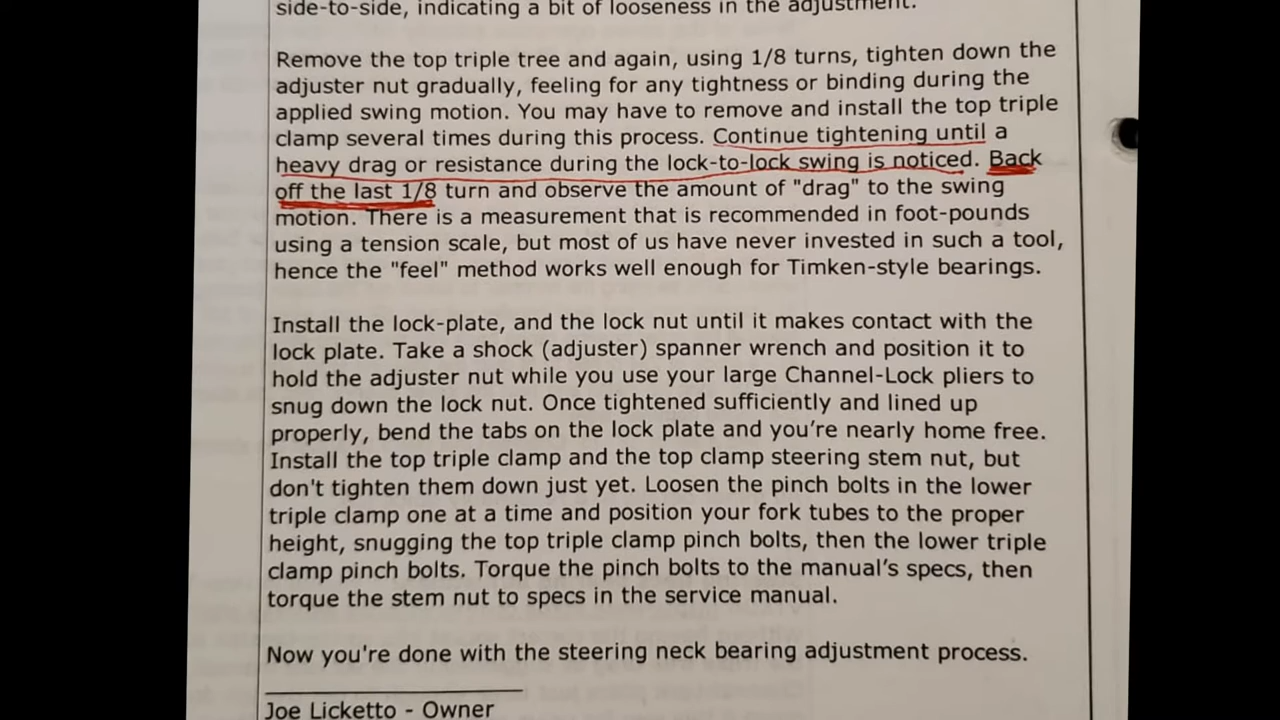 side-to-side, indicating a bit of looseness in the adjustment.
Remove the top triple tree and again, using 1/8 turns, tighten down the
adjuster nut gradually, feeling for any tightness or binding during the
applied swing motion. You may have to remove and install the top triple
clamp several times during this process. Continue tightening until a
heavy drag or resistance during the lock-to-lock swing is noticed. Back
off the last 1/8 turn and observe the amount of "drag" to the swing
motion. There is a measurement that is recommended in foot-pounds
using a tension scale, but most of us have never invested in such a tool,
hence the "feel" method works well enough for Timken-style bearings.
Install the lock-plate, and the lock nut until it makes contact with the
lock plate. Take a shock (adjuster) spanner wrench and position it to
hold the adjuster nut while you use your large Channel-Lock pliers to
snug down the lock nut. Once tightened sufficiently and lined up
properly, bend the tabs on the lock plate and you're nearly home free.
Install the top triple clamp and the top clamp steering stem nut, but
don't tighten them down just yet. Loosen the pinch bolts in the lower
triple clamp one at a time and position your fork tubes to the proper
height, snugging the top triple clamp pinch bolts, then the lower triple
clamp pinch bolts. Torque the pinch bolts to the manual's specs, then
torque the stem nut to specs in the service manual.
Now you're done with the steering neck bearing adjustment process.
Joe Licketto - Owner